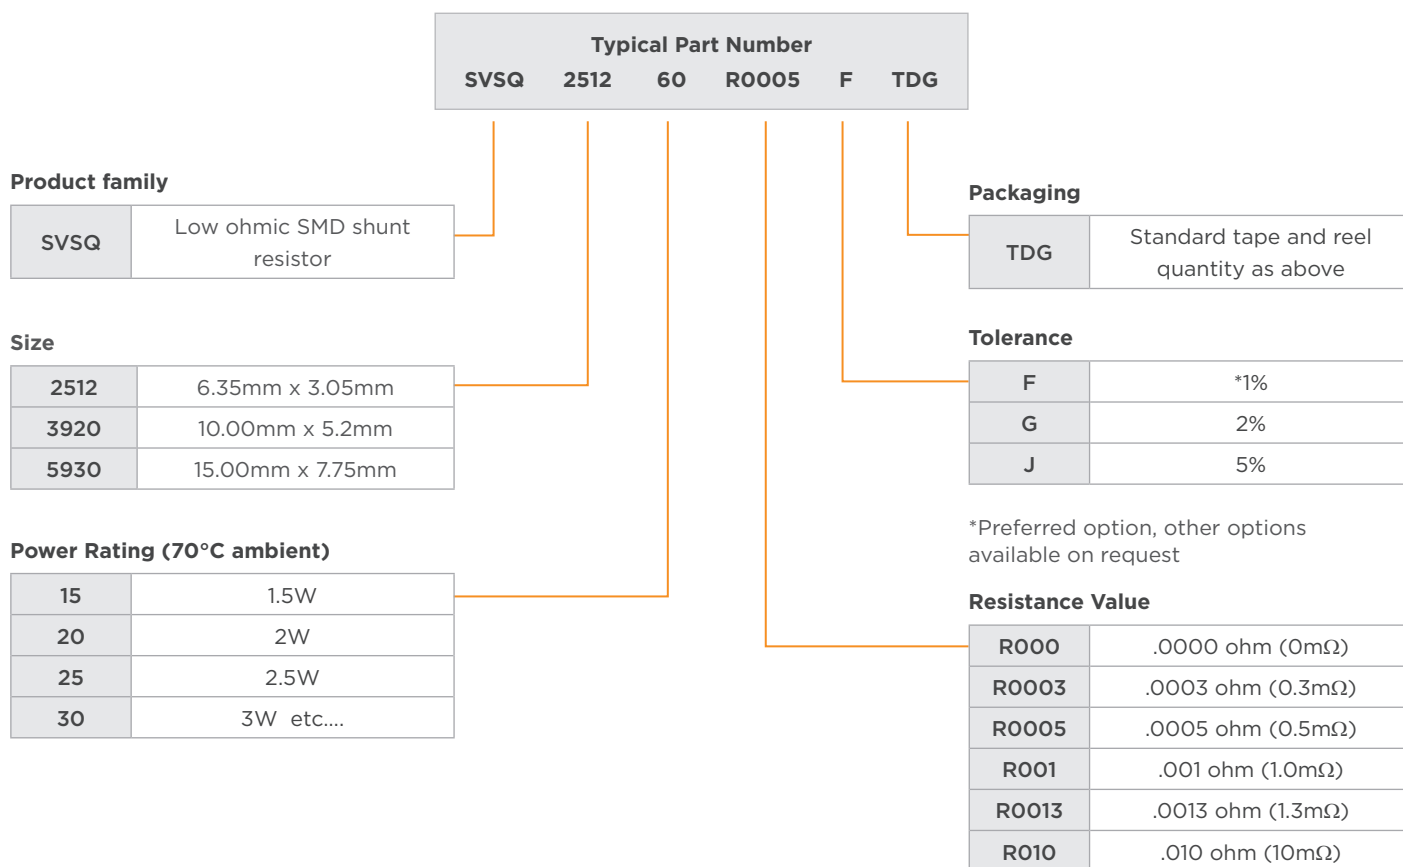 Typical Part Number
SVSQ 2512 60 R0005 F TDG
Product family
SVSQ Low ohmic SMD shunt
resistor
Size
2512 6.35mm x 3.05mm
3920 10.00mm x 5.2mm
5930 15.00mm x 7.75mm
Power Rating (70°C ambient)
15 1.5W
20 2W
25 2.5W
30 3W etc....
Packaging
TDG Standard tape and reel
quantity as above
Tolerance
F *1%
G 2%
J 5%
*Preferred option, other options
available on request
Resistance Value
R000 .0000 ohm (0mΩ)
R0003 .0003 ohm (0.3mΩ)
R0005 .0005 ohm (0.5mΩ)
R001 .001 ohm (1.0mΩ)
R0013 .0013 ohm (1.3mΩ)
R010 .010 ohm (10mΩ)